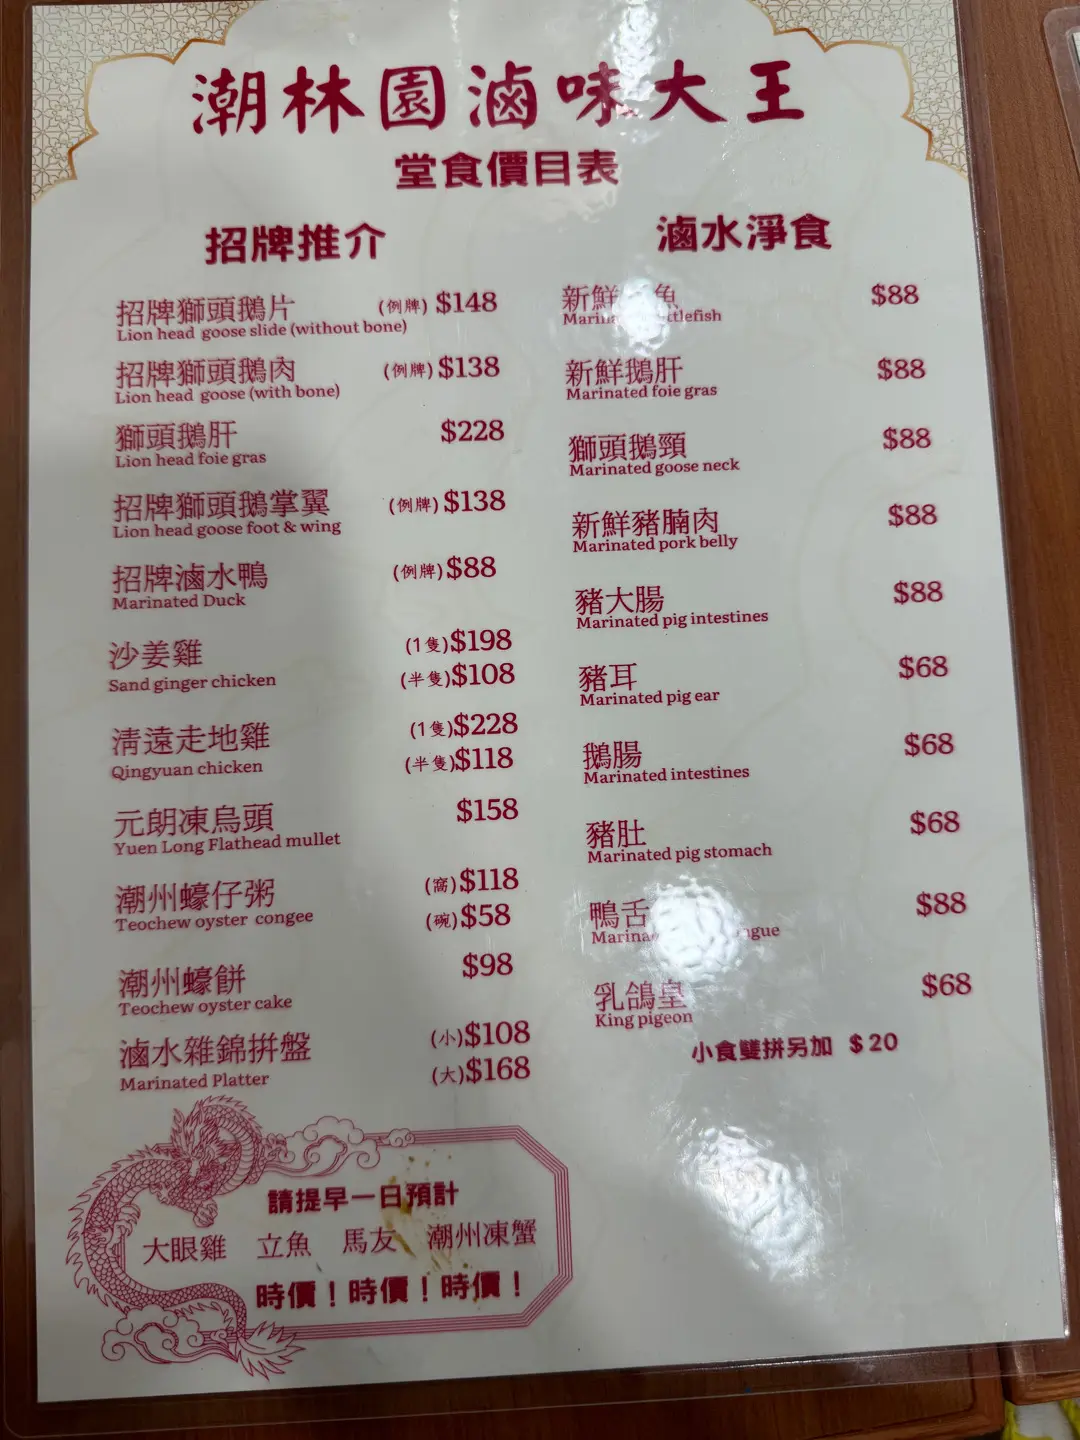 潮林園滷味大王
堂食價目表
招牌推介
招牌獅頭鵝片 (例牌) $148
Lion head goose slide (without bone)
招牌獅頭鵝肉 (例牌) $138
Lion head goose (with bone)
獅頭鵝肝 $228
Lion head foie gras
招牌獅頭鵝掌翼 (例牌) $138
Lion head goose foot & wing
招牌滷水鴨 (例牌) $88
Marinated Duck
沙姜雞 (1隻) $198
Sand ginger chicken (半隻) $108
清遠走地雞 (1隻) $228
Qingyuan chicken (半隻) $118
元朗凍烏頭 $158
Yuen Long Flathead mullet
潮州蠔仔粥 (窩) $118
Teochew oyster congee (碗) $58
潮州蠔餅 $98
Teochew oyster cake
滷水雜錦拼盤 (小) $108
Marinated Platter (大) $168
滷水淨食
新鮮 魚 $88
新鮮鵝肝 $88
Marinated foie gras
獅頭鵝頸 $88
Marinated goose neck
新鮮豬腩肉 $88
Marinated pork belly
豬大腸 $88
Marinated pig intestines
豬耳 $68
Marinated pig ear
鵝腸 $68
Marinated intestines
豬肚 $68
Marinated pig stomach
鴨舌 $88
乳鴿皇 $68
King pigeon
小食雙拼另加 $20
請提早一日預計
大眼雞 立魚 馬友 潮州凍蟹
時價！時價！時價！